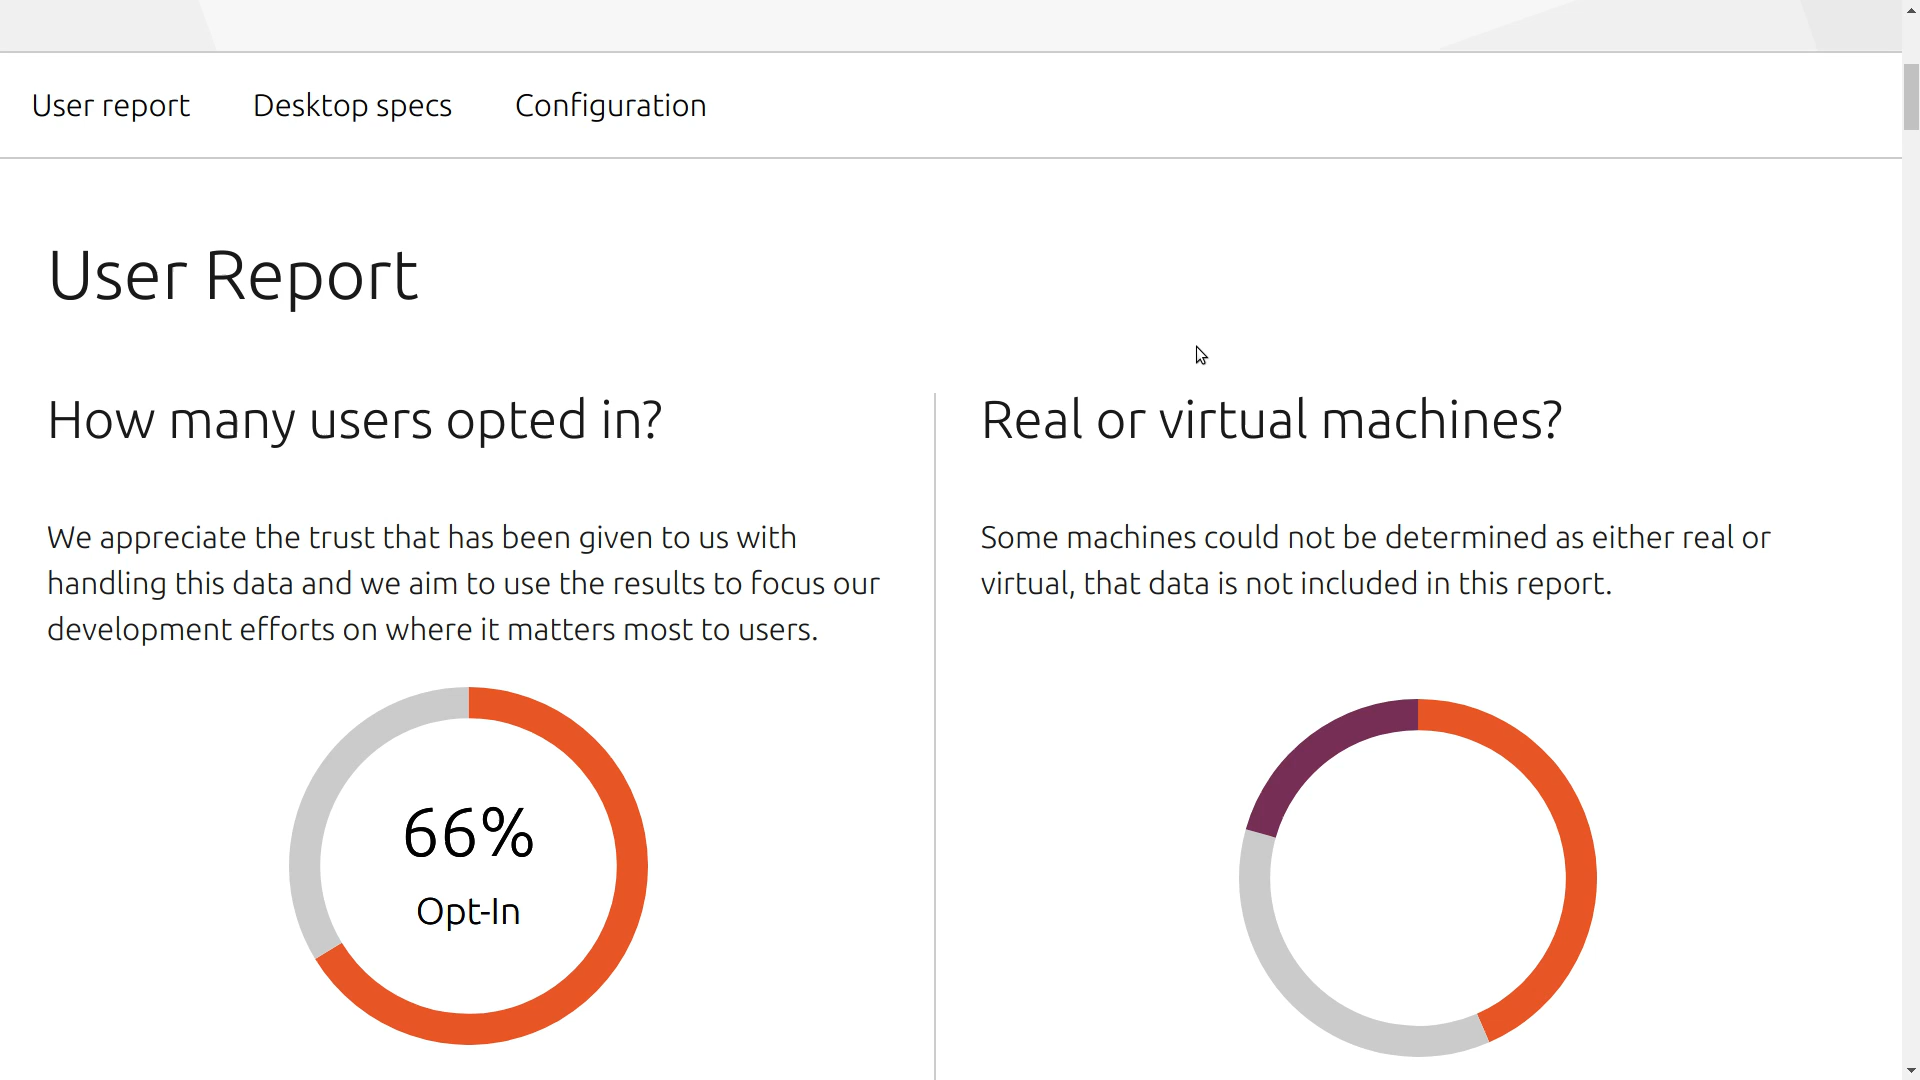 User report
Desktop specs
Configuration
User Report
How many users opted in?
We appreciate the trust that has been given to us with
handling this data and we aim to use the results to focus our
development efforts on where it matters most to users.
66%
Opt-In
Real or virtual machines?
Some machines could not be determined as either real or
virtual, that data is not included in this report.